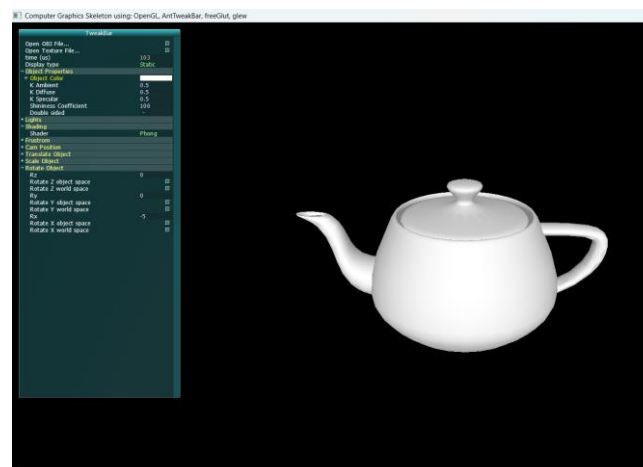 Computer Graphics Skeleton using: OpenGL, AntTweakBar, freeGlut, glew
TweakBar
Open OBJ File...
Open Texture File...
time (us) 103
Display type Static
Object Properties
Object Color
K Ambient 0.5
K Diffuse 0.5
K Specular 0.5
Shininess Coefficient 100
Double sided -
Lights
Shading
Shader Phong
Frustrom
Cam Position
Translate Object
Scale Object
Rotate Object
Rz 0
Rotate Z object space
Rotate Z world space
Ry 0
Rotate Y object space
Rotate Y world space
Rx -5
Rotate X object space
Rotate X world space